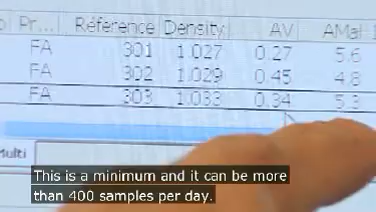 Pr... Référence Density AV AMal
FA 301 1.027 0.27 5.6
FA 302 1.029 0.45 4.8
FA 303 1.033 0.34 5.3
Multi
This is a minimum and it can be more
than 400 samples per day.